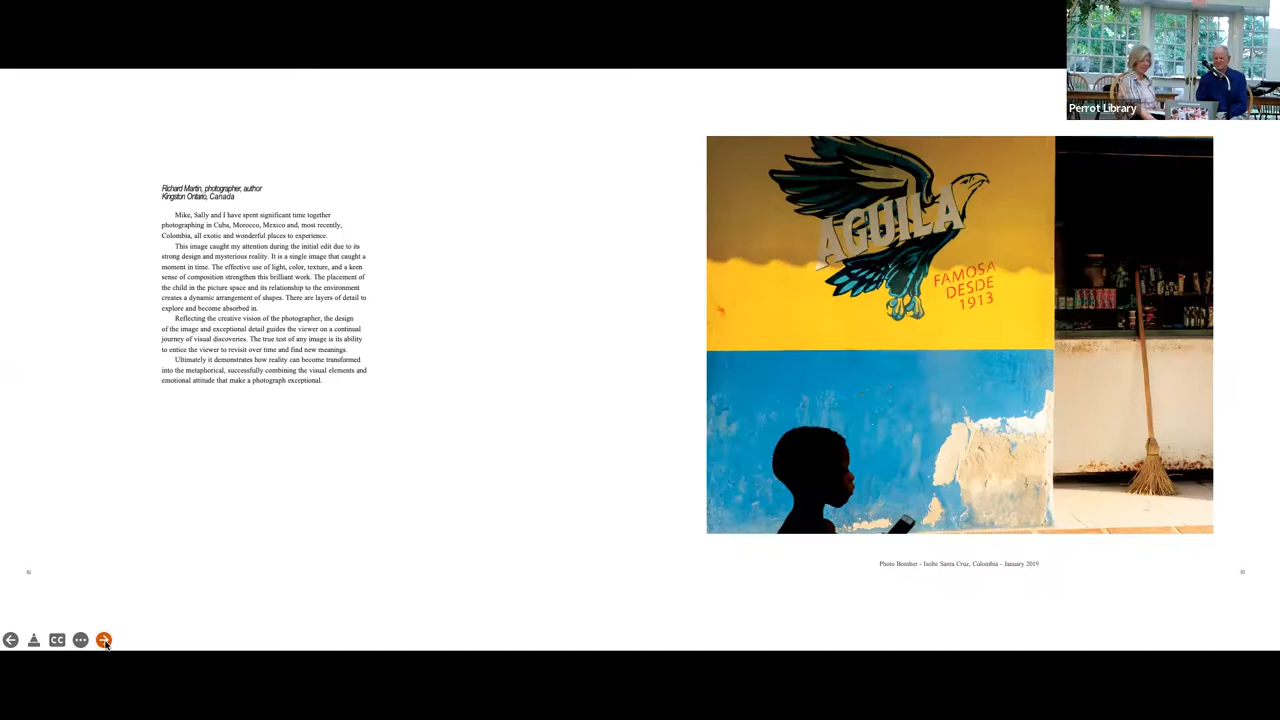 Perrot Library
Richard Martin, photographer, author
Kingston Ontario, Canada
Mike, Sally and I have spent significant time together
photographing in Cuba, Morocco, Mexico and, most recently,
Colombia, all exotic and wonderful places to experience.
This image caught my attention during the initial edit due to its
strong design and mysterious reality. It is a single image that caught a
moment in time. The effective use of light, color, texture, and a keen
sense of composition strengthen this brilliant work. The placement of
the child in the picture space and its relationship to the environment
creates a dynamic arrangement of shapes. There are layers of detail to
explore and become absorbed in.
Reflecting the creative vision of the photographer, the design
of the image and exceptional detail guides the viewer on a continual
journey of visual discoveries. The true test of any image is its ability
to entice the viewer to revisit over time and find new meanings.
Ultimately it demonstrates how reality can become transformed
into the metaphorical, successfully combining the visual elements and
emotional attitude that make a photograph exceptional.
AGUILA
FAMOSA
DESDE
1913
Photo Bomber - Isolte Santa Cruz, Colombia - January 2019
CC